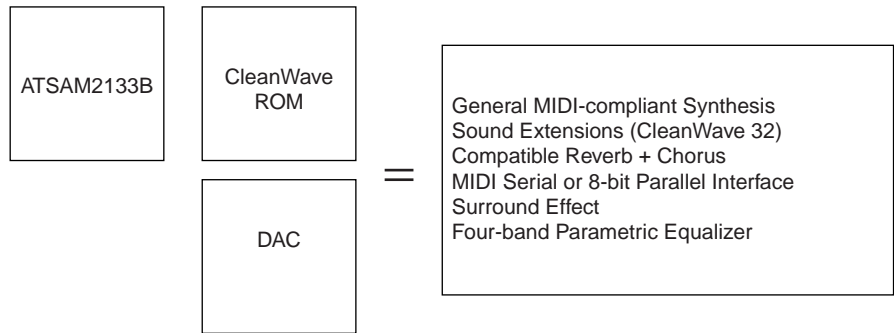 ATSAM2133B
CleanWave
ROM
DAC
=
General MIDI-compliant Synthesis
Sound Extensions (CleanWave 32)
Compatible Reverb + Chorus
MIDI Serial or 8-bit Parallel Interface
Surround Effect
Four-band Parametric Equalizer